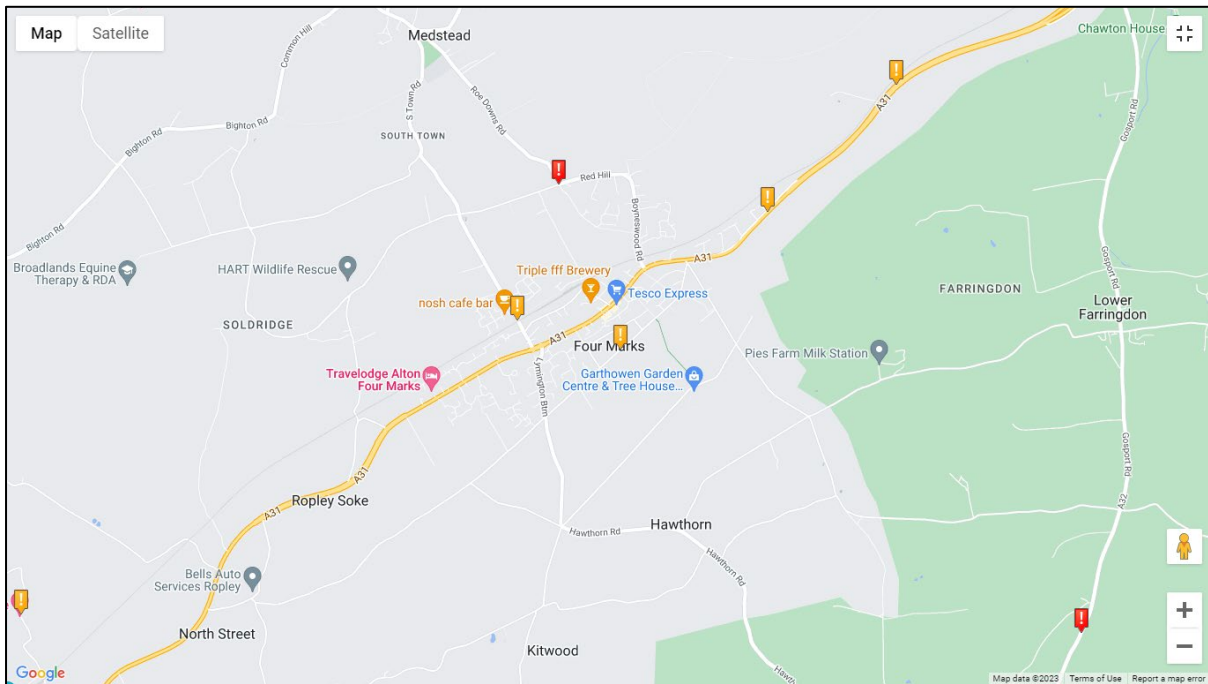 Map
Satellite
Medstead
Chawton House
Common Hill
S Town Rd
Roe Downs Rd
A31
Gosport Rd
Bighton Rd
Bighton Rd
SOUTH TOWN
!
!
!
Red Hill
Boyneswood Rd
Bighton Rd
Broadlands Equine
Therapy & RDA
HART Wildlife Rescue
A31
Triple fff Brewery
Gosport Rd
nosh cafe bar
!
Tesco Express
FARRINGDON
Lower
Farringdon
SOLDRIDGE
A31
!
Four Marks
Pies Farm Milk Station
Travelodge Alton
Four Marks
Lymington Btm
Garthowen Garden
Centre & Tree House...
A31
Gosport Rd
Ropley Soke
A31
A32
Hawthorn Rd
Hawthorn
Hawthorn Rd
Bells Auto
Services Ropley
!
!
North Street
Kitwood
+
−
Google
Map data ©2023
Terms of Use
Report a map error